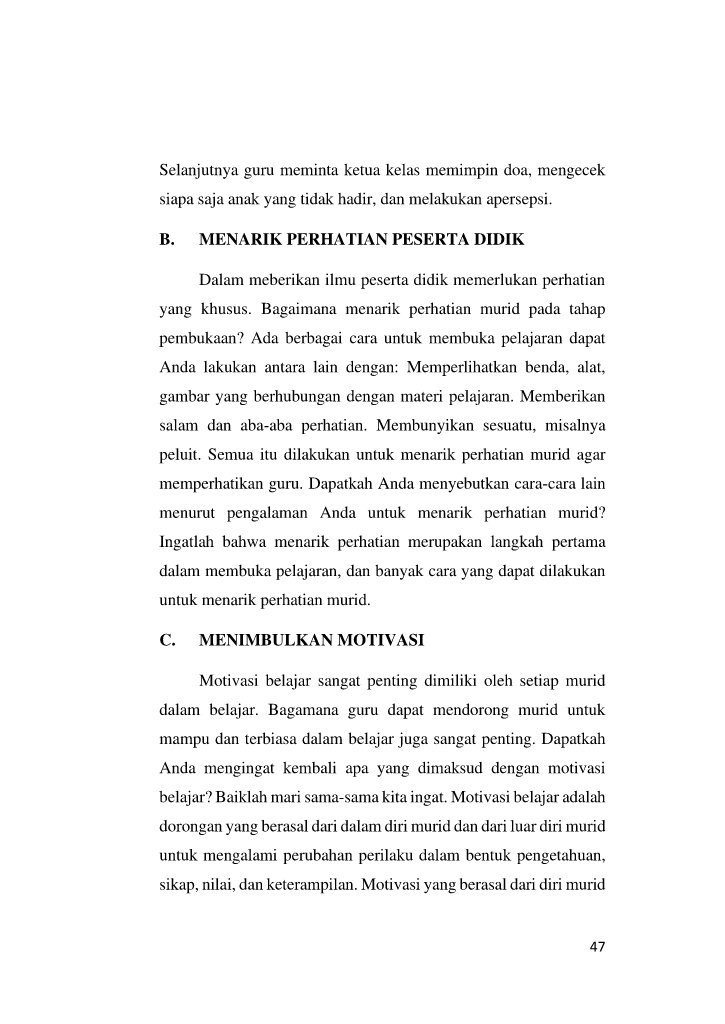 Selanjutnya guru meminta ketua kelas memimpin doa, mengecek
siapa saja anak yang tidak hadir, dan melakukan apersepsi.
B. MENARIK PERHATIAN PESERTA DIDIK
Dalam meberikan ilmu peserta didik memerlukan perhatian
yang khusus. Bagaimana menarik perhatian murid pada tahap
pembukaan? Ada berbagai cara untuk membuka pelajaran dapat
Anda lakukan antara lain dengan: Memperlihatkan benda, alat,
gambar yang berhubungan dengan materi pelajaran. Memberikan
salam dan aba-aba perhatian. Membunyikan sesuatu, misalnya
peluit. Semua itu dilakukan untuk menarik perhatian murid agar
memperhatikan guru. Dapatkah Anda menyebutkan cara-cara lain
menurut pengalaman Anda untuk menarik perhatian murid?
Ingatlah bahwa menarik perhatian merupakan langkah pertama
dalam membuka pelajaran, dan banyak cara yang dapat dilakukan
untuk menarik perhatian murid.
C. MENIMBULKAN MOTIVASI
Motivasi belajar sangat penting dimiliki oleh setiap murid
dalam belajar. Bagamana guru dapat mendorong murid untuk
mampu dan terbiasa dalam belajar juga sangat penting. Dapatkah
Anda mengingat kembali apa yang dimaksud dengan motivasi
belajar? Baiklah mari sama-sama kita ingat. Motivasi belajar adalah
dorongan yang berasal dari dalam diri murid dan dari luar diri murid
untuk mengalami perubahan perilaku dalam bentuk pengetahuan,
sikap, nilai, dan keterampilan. Motivasi yang berasal dari diri murid
47